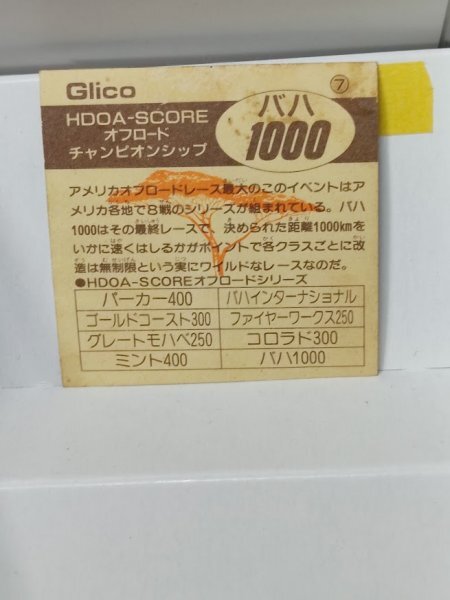 Glico
⑦
HDOA-SCORE
オフロード
チャンピオンシップ
バハ
1000
アメリカオフロードレース最大のこのイベントはア
メリカ各地で8戦のシリーズが組まれている。バハ
1000はその最終レースで、決められた距離1000kmを
いかに速くはしるかがポイントで各クラスごとに改
造は無制限という実にワイルドなレースなのだ。
●HDOA-SCOREオフロードシリーズ
パーカー400 バハインターナショナル
ゴールドコースト300 ファイヤーワークス250
グレートモハベ250 コロラド300
ミント400 バハ1000